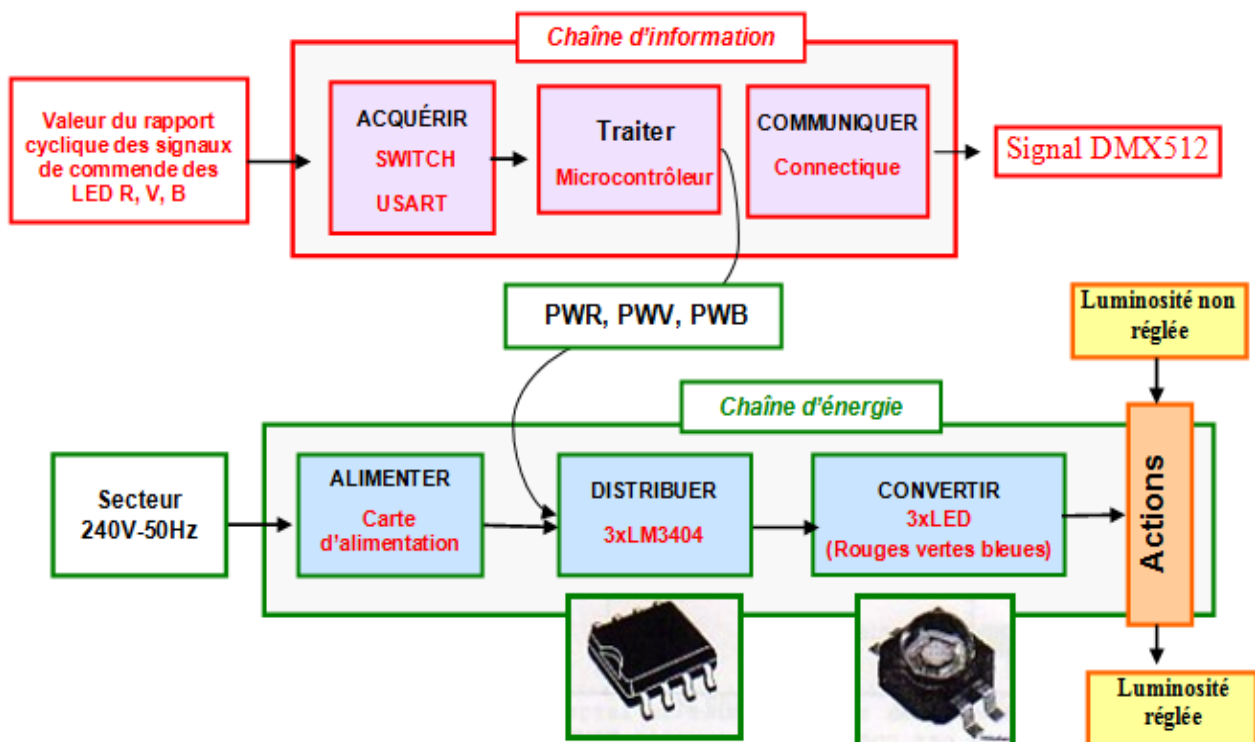 Chaîne d'information
Valeur du rapport
cyclique des signaux
de commende des
LED R, V, B
ACQUÉRIR
SWITCH
USART
Traiter
Microcontrôleur
COMMUNIQUER
Connectique
Signal DMX512
PWR, PWV, PWB
Luminosité non
réglée
Chaîne d'énergie
Secteur
240V-50Hz
ALIMENTER
Carte
d'alimentation
DISTRIBUER
3xLM3404
CONVERTIR
3xLED
(Rouges vertes bleues)
Actions
Luminosité
réglée